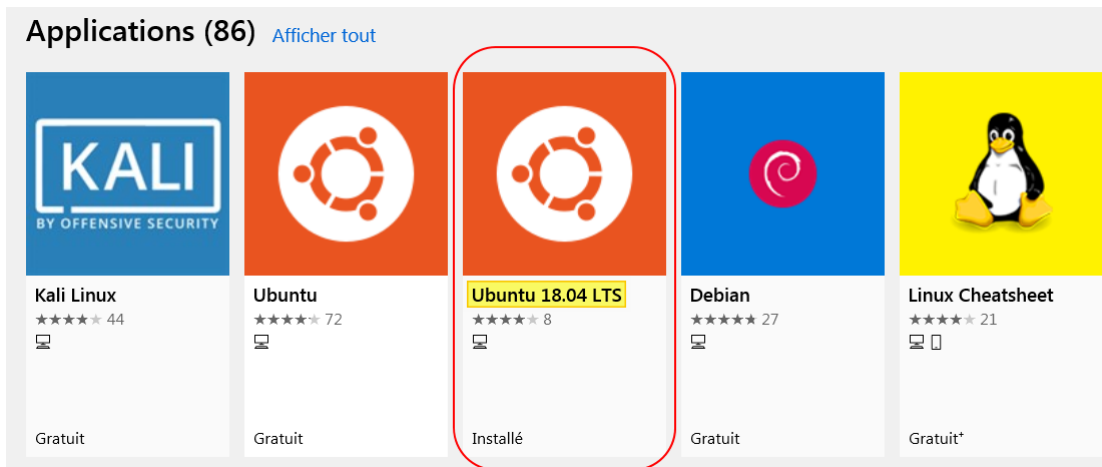 Applications (86) Afficher tout
KALI
BY OFFENSIVE SECURITY
Kali Linux
44
Gratuit
Ubuntu
72
Gratuit
Ubuntu 18.04 LTS
8
Installé
Debian
27
Gratuit
Linux Cheatsheet
21
Gratuit+